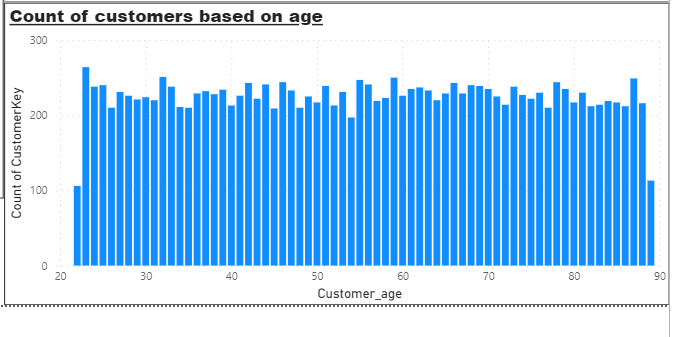 Count of customers based on age
300
200
100
0
Count of CustomerKey
20 30 40 50 60 70 80 90
Customer_age